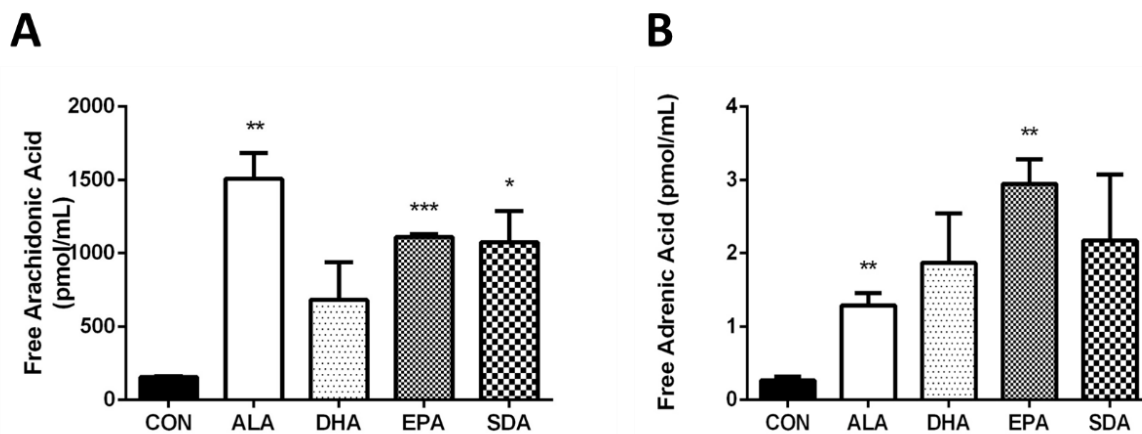 A
B
Free Arachidonic Acid
(pmol/mL)
2000
1500
1000
500
0
**
***
*
CON ALA DHA EPA SDA
Free Adrenic Acid (pmol/mL)
4
3
2
1
0
**
**
CON ALA DHA EPA SDA